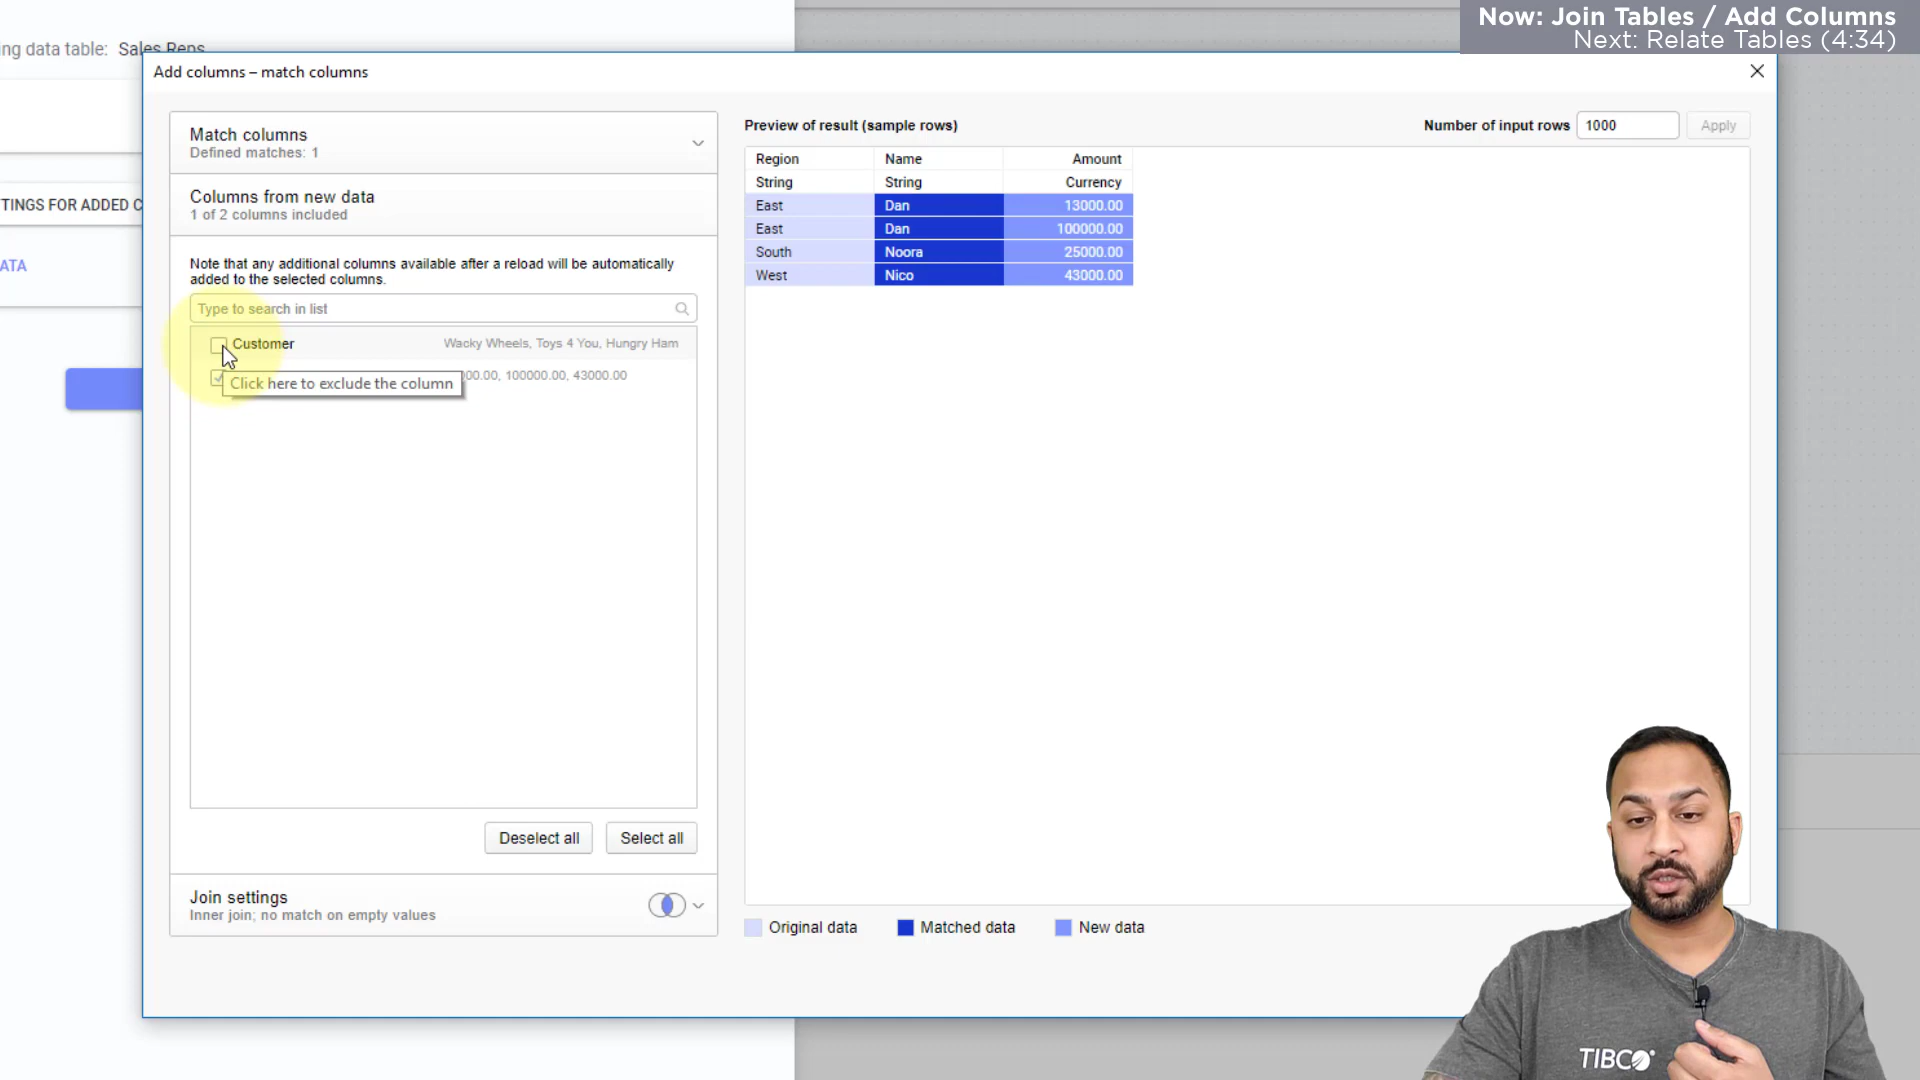 Now: Join Tables / Add Columns
Next: Relate Tables (4:34)
ing data table: Sales Reps
TINGS FOR ADDED C
ATA
Add columns – match columns
Match columns
Defined matches: 1
Columns from new data
1 of 2 columns included
Note that any additional columns available after a reload will be automatically
added to the selected columns.
Type to search in list
Customer Wacky Wheels, Toys 4 You, Hungry Ham
Click here to exclude the column 00.00, 100000.00, 43000.00
Deselect all Select all
Join settings
Inner join; no match on empty values
Preview of result (sample rows)
Number of input rows 1000 Apply
Region Name Amount
String String Currency
East Dan 13000.00
East Dan 100000.00
South Noora 25000.00
West Nico 43000.00
Original data Matched data New data
TIBCO